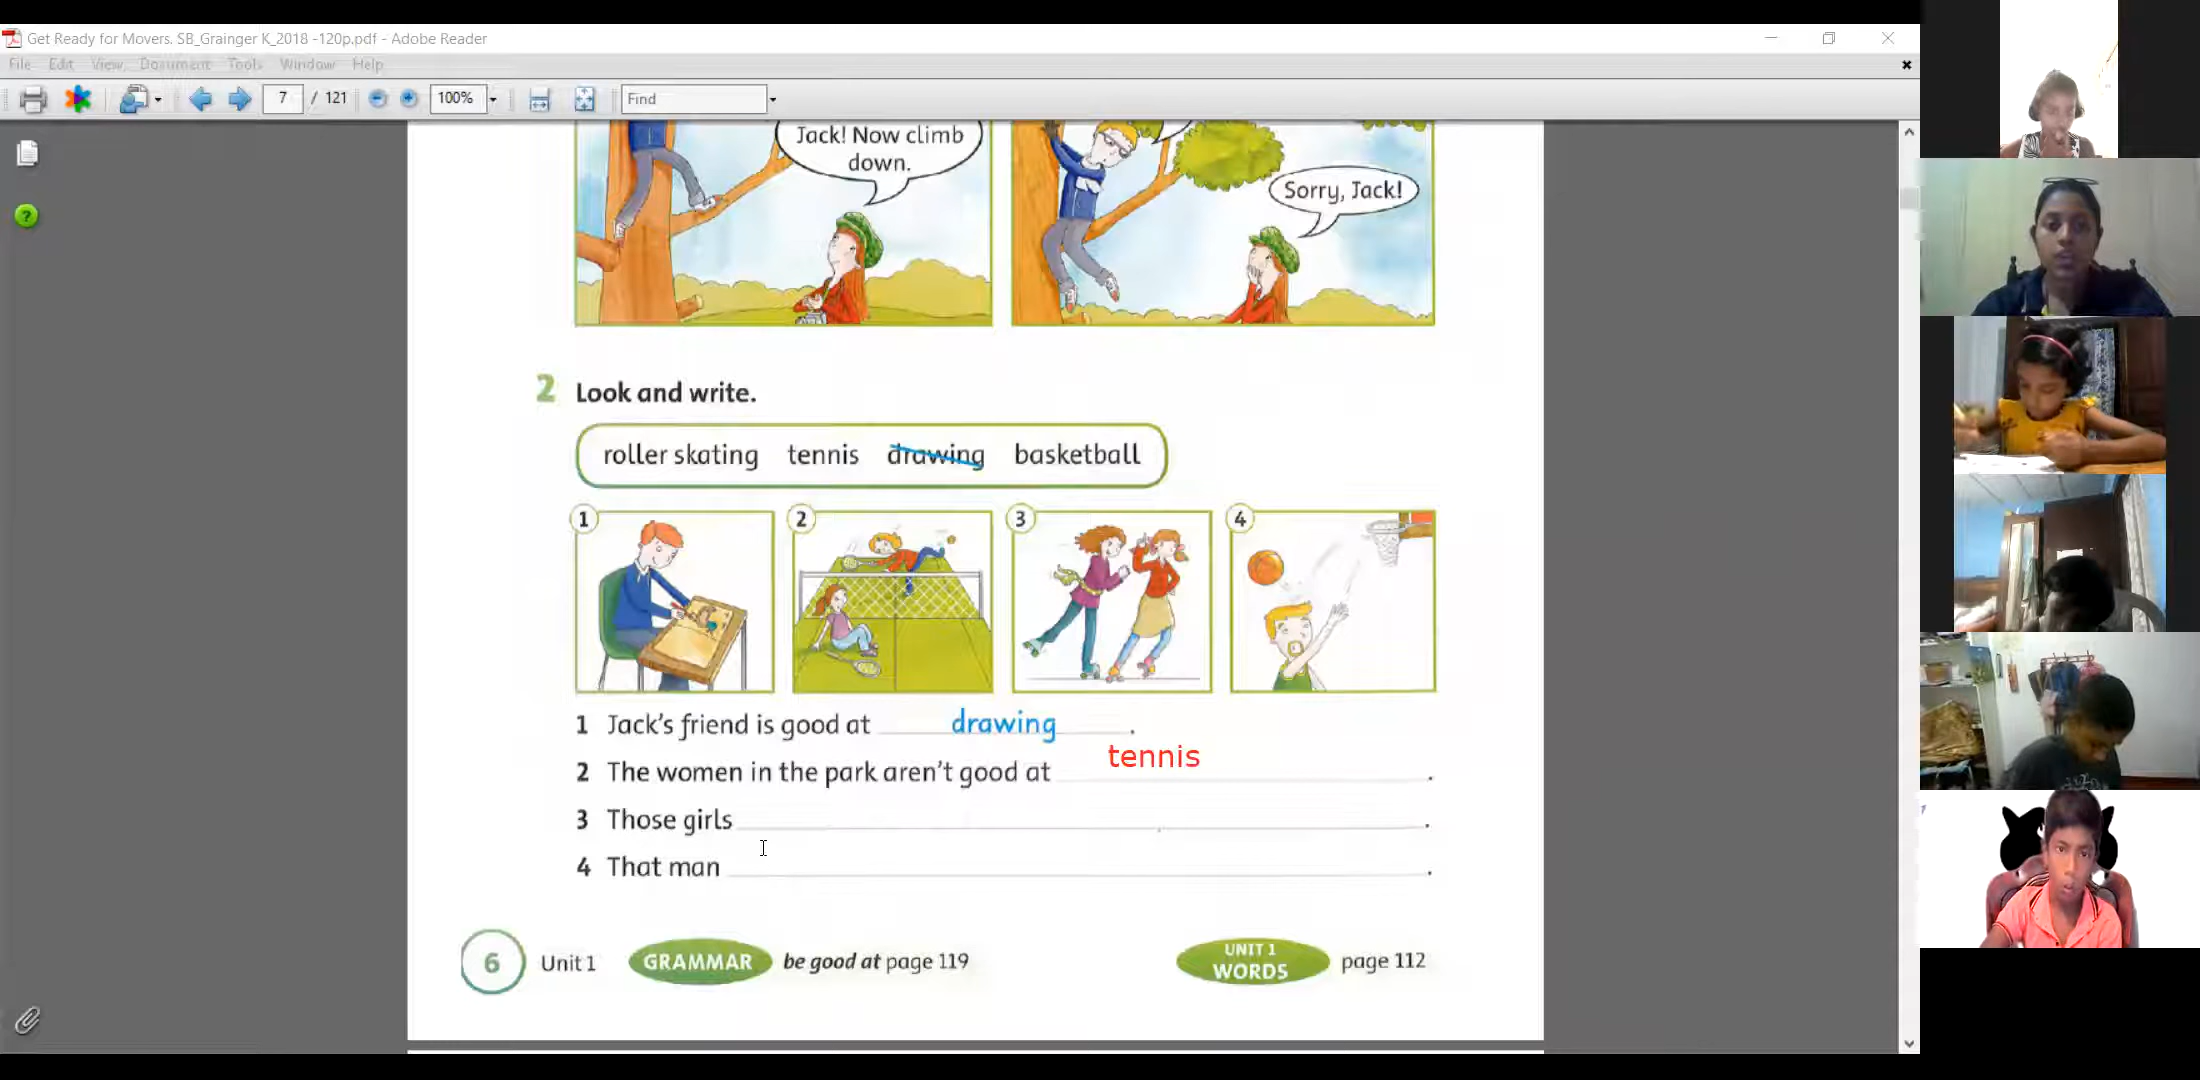 Get Ready for Movers. SB_Grainger K_2018 -120p.pdf - Adobe Reader
File Edit View Document Tools Window Help
7 / 121 100% Find
Jack! Now climb
down.
Sorry, Jack!
2 Look and write.
roller skating tennis drawing basketball
1 2 3 4
1 Jack's friend is good at drawing.
tennis
2 The women in the park aren't good at .
3 Those girls .
4 That man .
6 Unit 1 GRAMMAR be good at page 119 UNIT 1 WORDS page 112